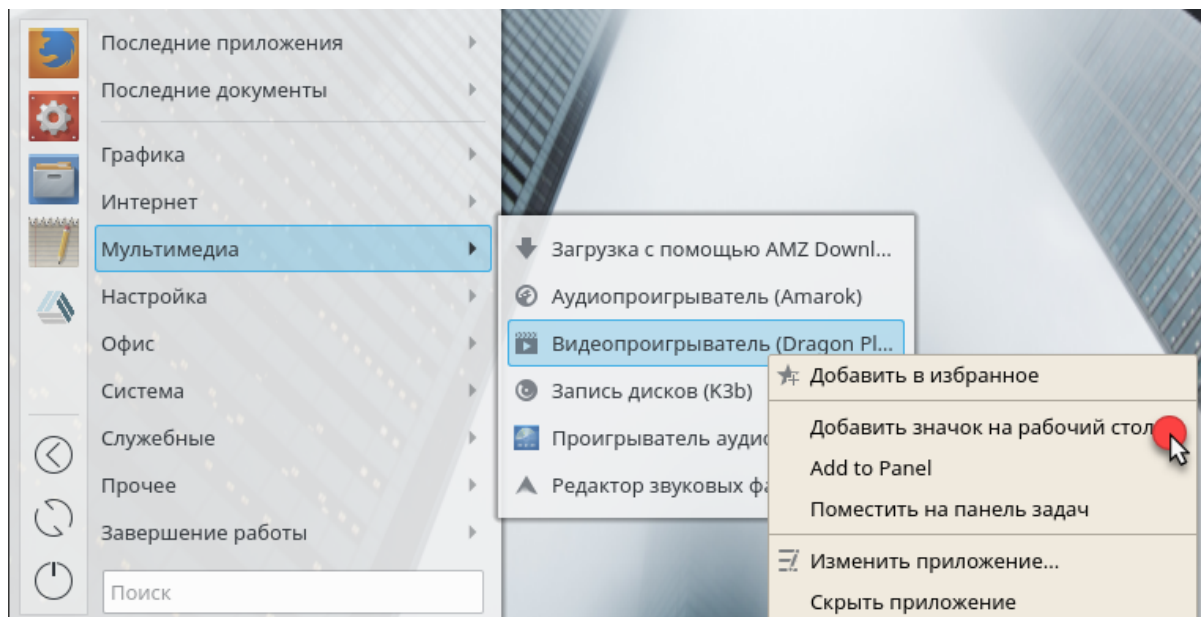 Последние приложения
Последние документы
Графика
Интернет
Мультимедиа
Настройка
Офис
Система
Служебные
Прочее
Завершение работы
Поиск
Загрузка с помощью AMZ Downl...
Аудиопроигрыватель (Amarok)
Видеопроигрыватель (Dragon Pl...
Запись дисков (K3b)
Проигрыватель аудио
Редактор звуковых
Добавить в избранное
Добавить значок на рабочий стол
Add to Panel
Поместить на панель задач
Изменить приложение...
Скрыть приложение